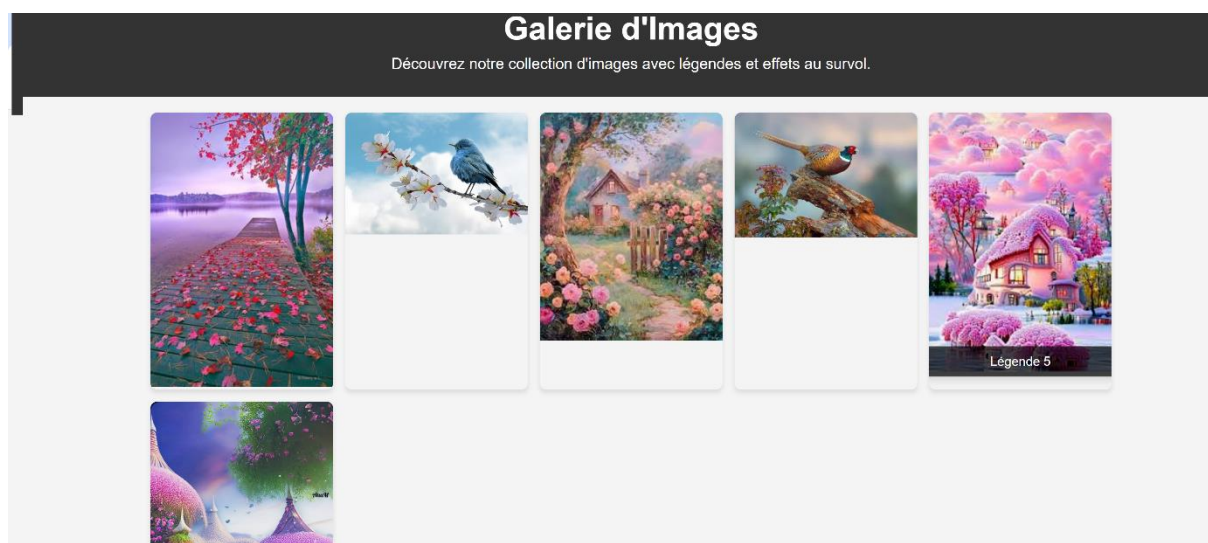 Galerie d'Images
Découvrez notre collection d'images avec légendes et effets au survol.
Légende 5